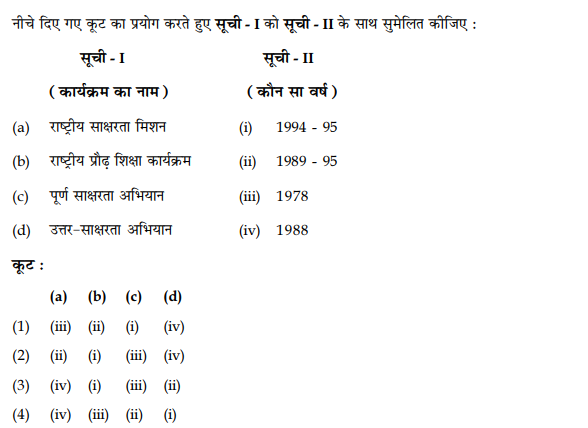 नीचे दिए गए कूट का प्रयोग करते हुए सूची - I को सूची - II के साथ सुमेलित कीजिए :
सूची - I सूची - II
( कार्यक्रम का नाम ) ( कौन सा वर्ष )
(a) राष्ट्रीय साक्षरता मिशन (i) 1994 - 95
(b) राष्ट्रीय प्रौढ़ शिक्षा कार्यक्रम (ii) 1989 - 95
(c) पूर्ण साक्षरता अभियान (iii) 1978
(d) उत्तर-साक्षरता अभियान (iv) 1988
कूट :
(a) (b) (c) (d)
(1) (iii) (ii) (i) (iv)
(2) (ii) (i) (iii) (iv)
(3) (iv) (i) (iii) (ii)
(4) (iv) (iii) (ii) (i)